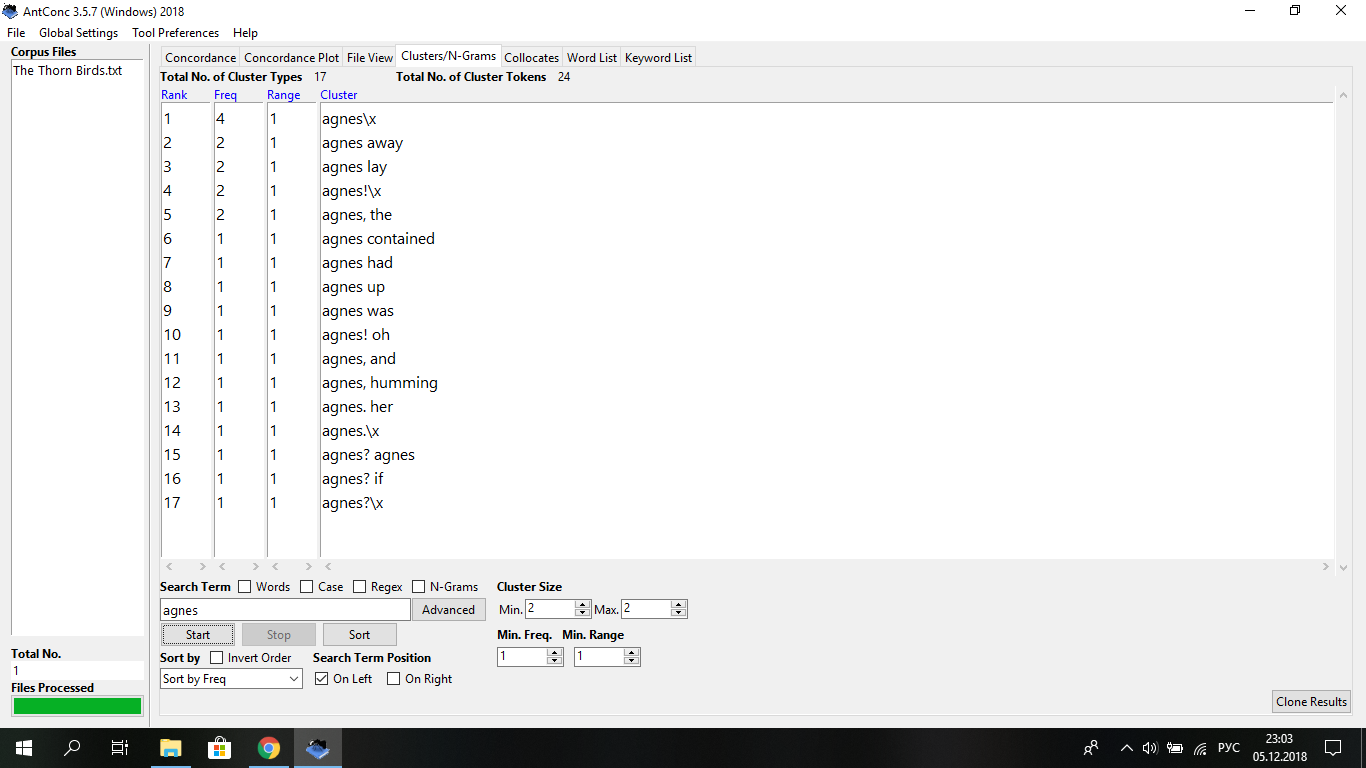 AntConc 3.5.7 (Windows) 2018
File Global Settings Tool Preferences Help
Corpus Files
The Thorn Birds.txt
Concordance Concordance Plot File View Clusters/N-Grams Collocates Word List Keyword List
Total No. of Cluster Types 17 Total No. of Cluster Tokens 24
Rank Freq Range Cluster
1 4 1 agnes\x
2 2 1 agnes away
3 2 1 agnes lay
4 2 1 agnes!\x
5 2 1 agnes, the
6 1 1 agnes contained
7 1 1 agnes had
8 1 1 agnes up
9 1 1 agnes was
10 1 1 agnes! oh
11 1 1 agnes, and
12 1 1 agnes, humming
13 1 1 agnes. her
14 1 1 agnes.\x
15 1 1 agnes? agnes
16 1 1 agnes? if
17 1 1 agnes?\x
Search Term Words Case Regex N-Grams Cluster Size
agnes Advanced Min. 2 Max. 2
Start Stop Sort Min. Freq. Min. Range
1 1
Sort by Invert Order Search Term Position
Sort by Freq On Left On Right
Total No.
1
Files Processed
Clone Results
РУС
23:03
05.12.2018